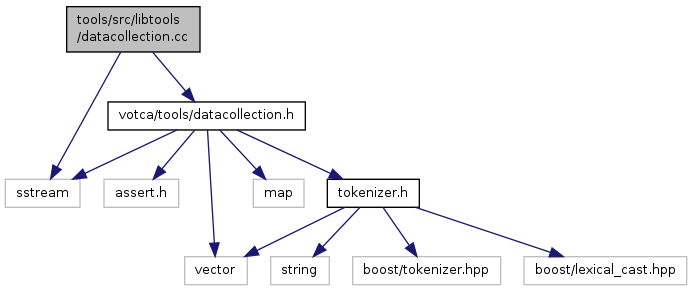 tools/src/libtools
/datacollection.cc
votca/tools/datacollection.h
sstream
assert.h
map
tokenizer.h
vector
string
boost/tokenizer.hpp
boost/lexical_cast.hpp